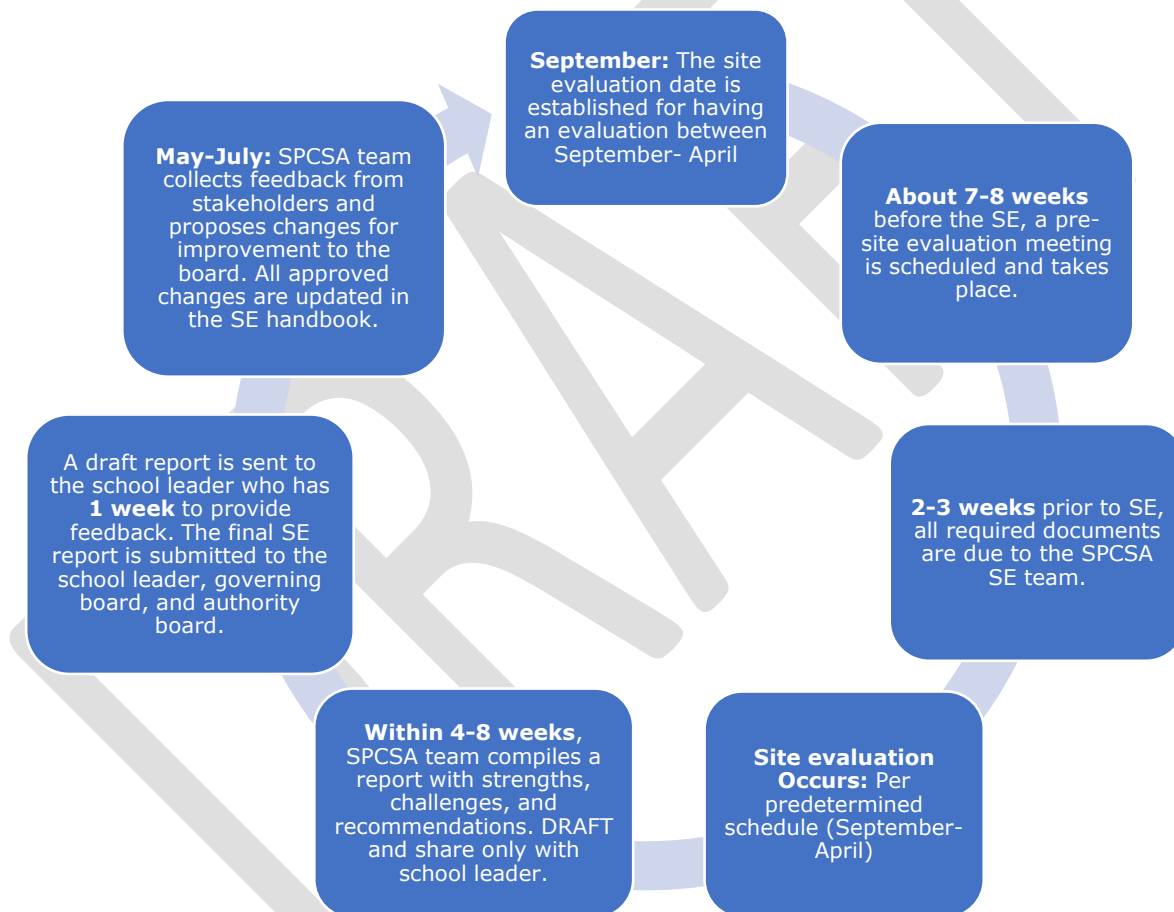 September: The site
evaluation date is
established for having
an evaluation between
September- April
About 7-8 weeks
before the SE, a pre-
site evaluation meeting
is scheduled and takes
place.
2-3 weeks prior to SE,
all required documents
are due to the SPCSA
SE team.
Site evaluation
Occurs: Per
predetermined
schedule (September-
April)
Within 4-8 weeks,
SPCSA team compiles a
report with strengths,
challenges, and
recommendations. DRAFT
and share only with
school leader.
A draft report is sent to
the school leader who has
1 week to provide
feedback. The final SE
report is submitted to the
school leader, governing
board, and authority
board.
May-July: SPCSA team
collects feedback from
stakeholders and
proposes changes for
improvement to the
board. All approved
changes are updated in
the SE handbook.